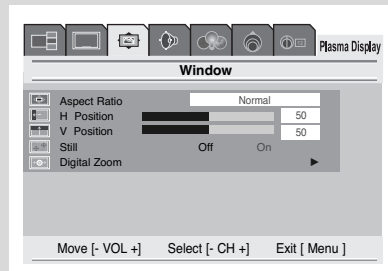 Plasma Display
Window
Aspect Ratio Normal
H Position 50
V Position 50
Still Off On
Digital Zoom ►
Move [- VOL +] Select [- CH +] Exit [ Menu ]